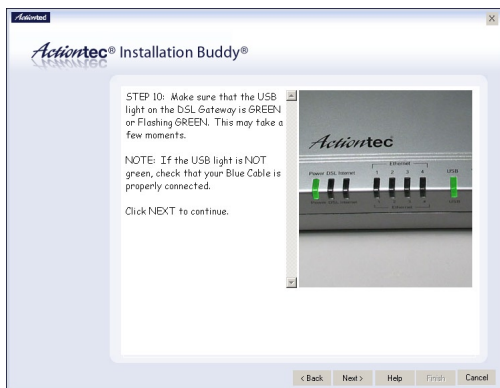 Actiontec
Actiontec® Installation Buddy®
STEP 10: Make sure that the USB
light on the DSL Gateway is GREEN
or Flashing GREEN. This may take a
few moments.
NOTE: If the USB light is NOT
green, check that your Blue Cable is
properly connected.
Click NEXT to continue.
Actiontec
Ethernet
Power DSL Internet 1 2 3 4 USB
< Back Next > Help Finish Cancel